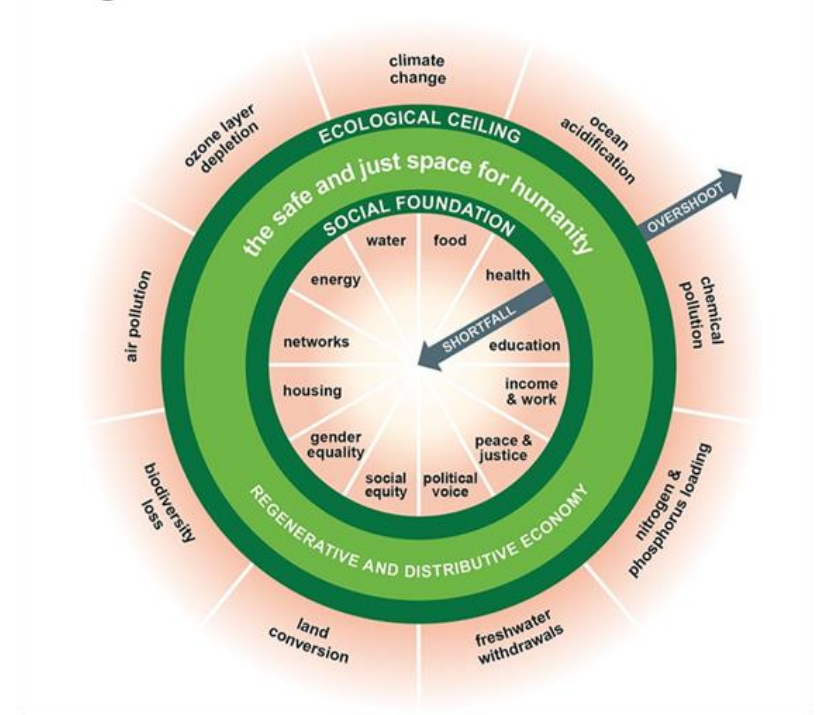 climate
change
ocean
acidification
chemical
pollution
nitrogen &
phosphorus loading
freshwater
withdrawals
land
conversion
biodiversity
loss
air pollution
ozone layer
depletion
OVERSHOOT
ECOLOGICAL CEILING
the safe and just space for humanity
SOCIAL FOUNDATION
water
food
health
SHORTFALL
education
income
& work
peace &
justice
political
voice
social
equity
gender
equality
housing
networks
energy
REGENERATIVE AND DISTRIBUTIVE ECONOMY